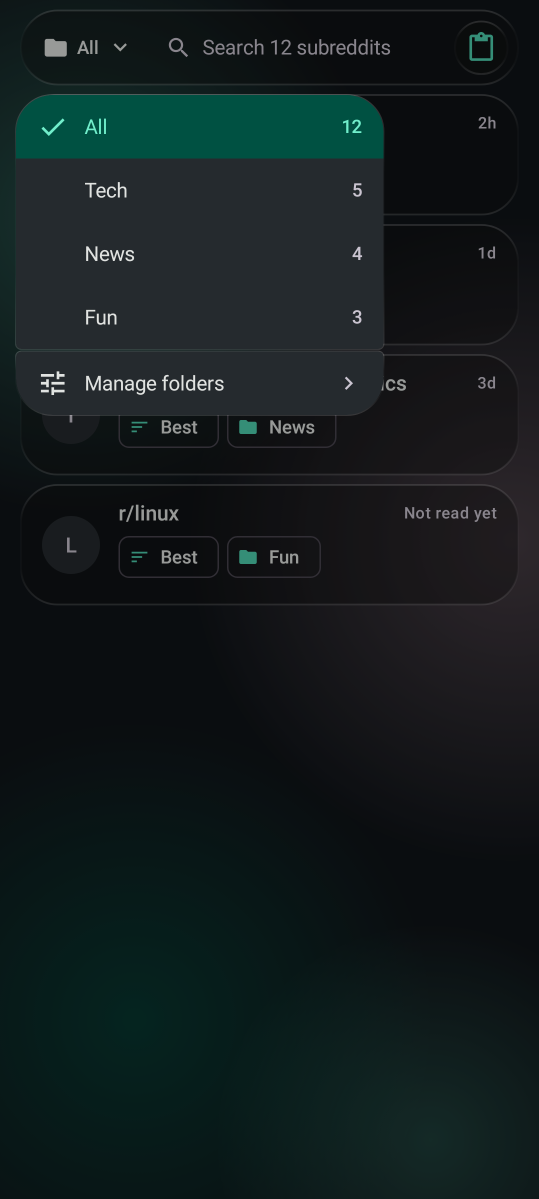 All Search 12 subreddits
All 12
2h
Tech 5
News 4
1d
Fun 3
Manage folders
3d
Best News
r/linux Not read yet
L
Best Fun